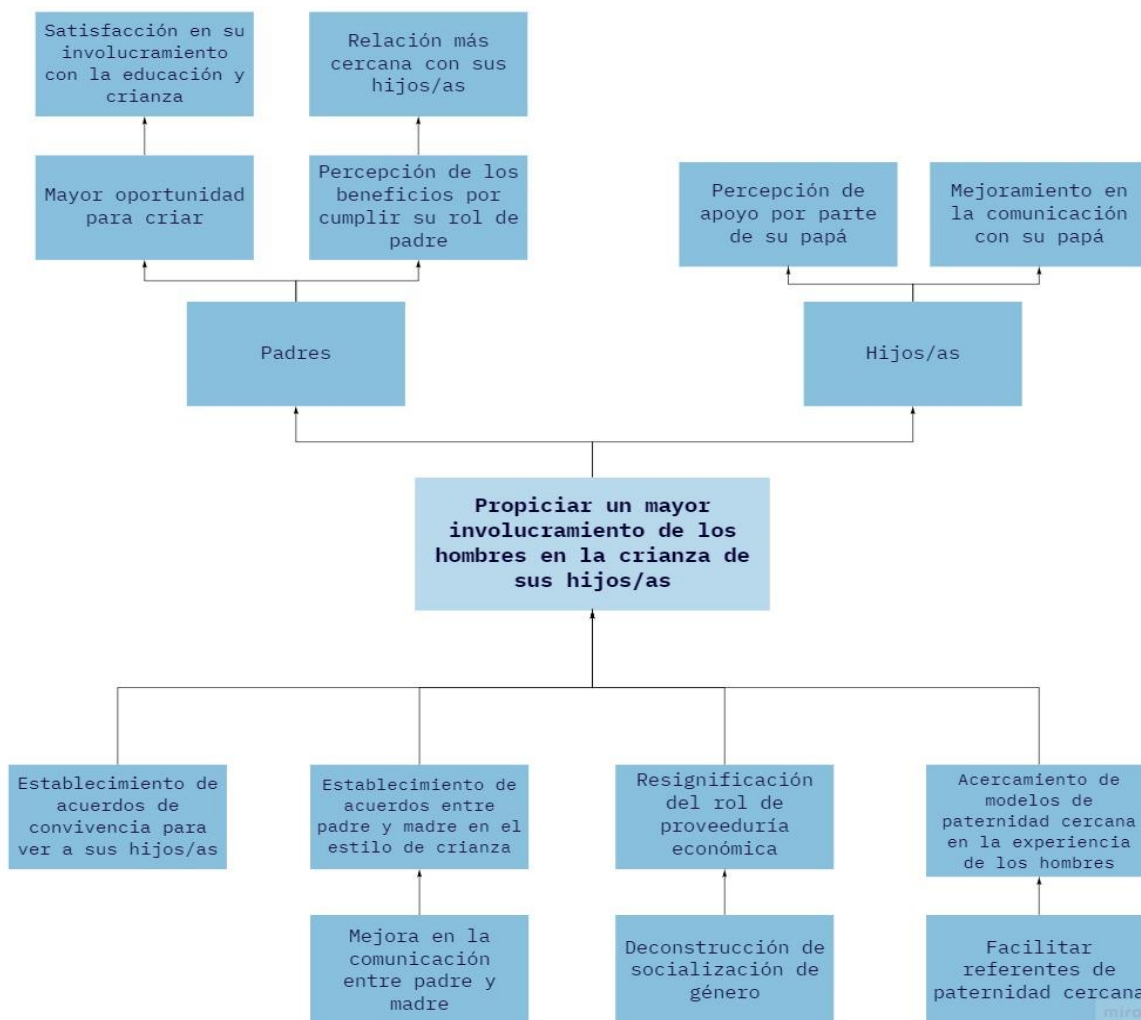 Satisfacción en su
involucramiento
con la educación y
crianza
Relación más
cercana con sus
hijos/as
Mayor oportunidad
para criar
Percepción de los
beneficios por
cumplir su rol de
padre
Percepción de
apoyo por parte
de su papá
Mejoramiento en
la comunicación
con su papá
Padres
Hijos/as
Propiciar un mayor
involucramiento de los
hombres en la crianza de
sus hijos/as
Establecimiento de
acuerdos de
convivencia para
ver a sus hijos/as
Establecimiento de
acuerdos entre
padre y madre en el
estilo de crianza
Resignificación
del rol de
proveeduría
económica
Acercamiento de
modelos de
paternidad cercana
en la experiencia
de los hombres
Mejora en la
comunicación
entre padre y
madre
Deconstrucción de
socialización de
género
Facilitar
referentes de
paternidad cercana
miro